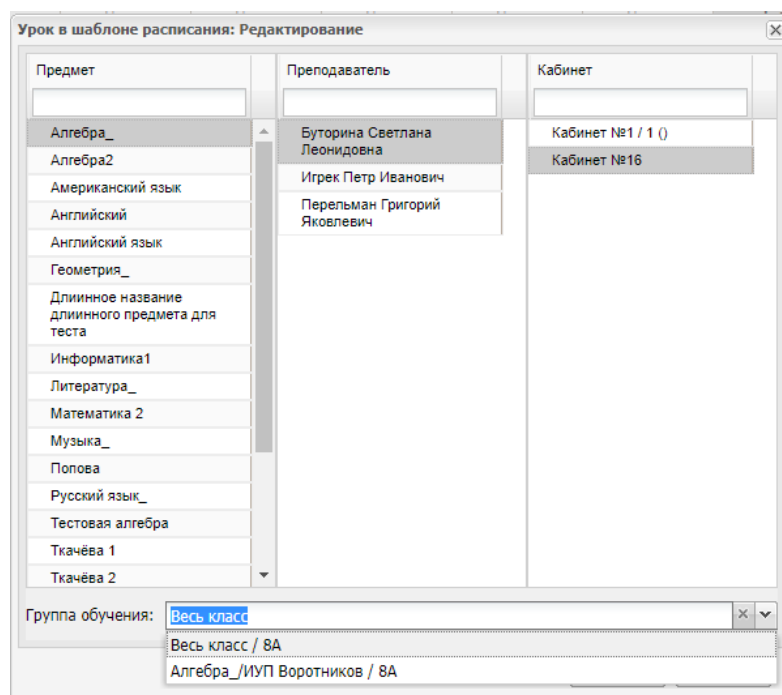 Урок в шаблоне расписания: Редактирование
Предмет
Преподаватель
Кабинет
Алгебра_
Алгебра2
Американский язык
Английский
Английский язык
Геометрия_
Длиинное название
длиинного предмета для
теста
Информатика1
Литература_
Математика 2
Музыка_
Попова
Русский язык_
Тестовая алгебра
Ткачёва 1
Ткачёва 2
Буторина Светлана
Леонидовна
Игрек Петр Иванович
Перельман Григорий
Яковлевич
Кабинет №1 / 1 ()
Кабинет №16
Группа обучения:
Весь класс
Весь класс / 8А
Алгебра_/ИУП Воротников / 8А